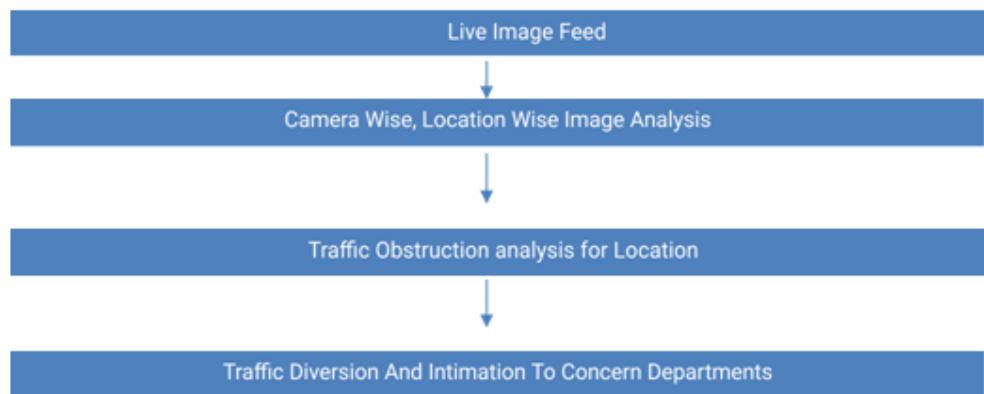 Live Image Feed
Camera Wise, Location Wise Image Analysis
Traffic Obstruction analysis for Location
Traffic Diversion And Intimation To Concern Departments